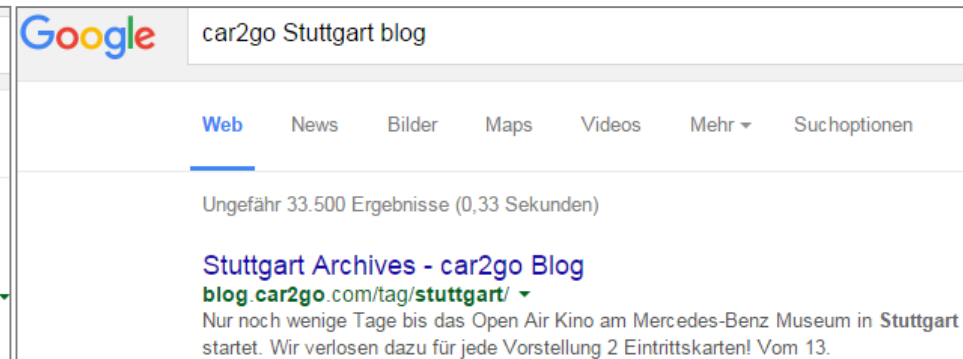 Google car2go Stuttgart blog
Web News Bilder Maps Videos Mehr Suchoptionen
Ungefähr 33.500 Ergebnisse (0,33 Sekunden)
Stuttgart Archives - car2go Blog
blog.car2go.com/tag/stuttgart/
Nur noch wenige Tage bis das Open Air Kino am Mercedes-Benz Museum in Stuttgart
startet. Wir verlosen dazu für jede Vorstellung 2 Eintrittskarten! Vom 13.